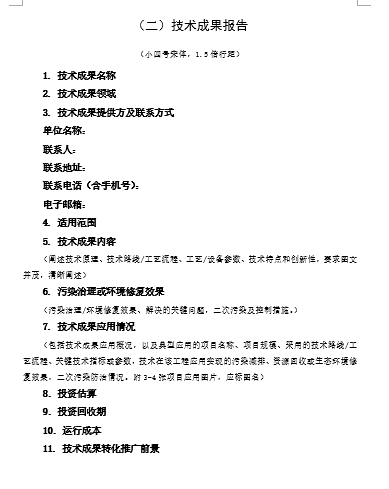 （二）技术成果报告
（小四号宋体，1.5倍行距）
1. 技术成果名称
2. 技术成果领域
3. 技术成果提供方及联系方式
单位名称：
联系人：
联系地址：
联系电话（含手机号）：
电子邮箱：
4. 适用范围
5. 技术成果内容
（阐述技术原理、技术路线/工艺流程、工艺/设备参数、技术特点和创新性，要求图文
并茂，清晰阐述）
6. 污染治理或环境修复效果
（污染治理/环境修复效果、解决的关键问题，二次污染及控制措施。）
7. 技术成果应用情况
（包括技术成果应用概况，以及典型应用的项目名称、项目规模、采用的技术路线/工
艺流程、关键技术指标或参数，技术在该工程应用实现的污染减排、资源回收或生态环境修
复效果，二次污染防治情况。附 3-4 张项目应用图片，应标图名）
8. 投资估算
9. 投资回收期
10. 运行成本
11. 技术成果转化推广前景